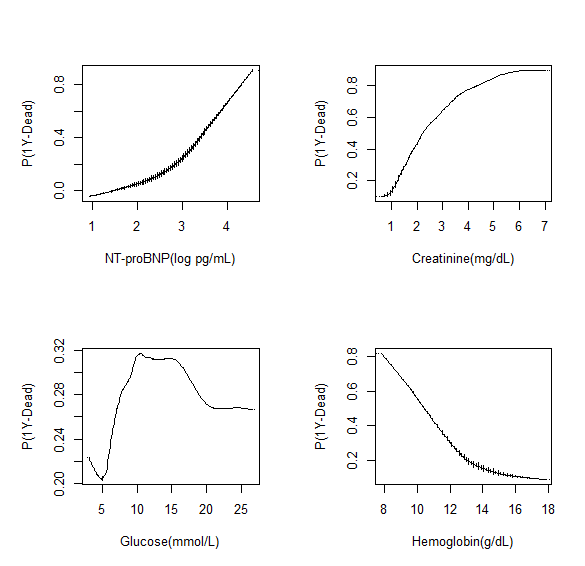 P(1Y-Dead)
0.0 0.4 0.8
1 2 3 4
NT-proBNP(log pg/mL)
P(1Y-Dead)
0.2 0.4 0.6 0.8
1 2 3 4 5 6 7
Creatinine(mg/dL)
P(1Y-Dead)
0.20 0.24 0.28 0.32
5 10 15 20 25
Glucose(mmol/L)
P(1Y-Dead)
0.2 0.4 0.6 0.8
8 10 12 14 16 18
Hemoglobin(g/dL)